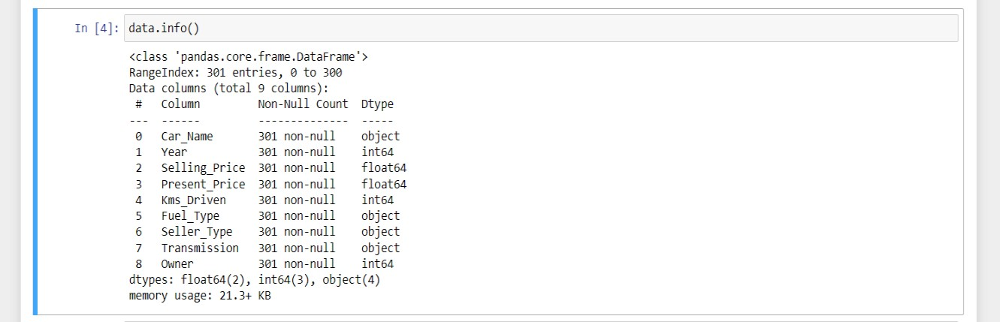 In [4]: data.info()
<class 'pandas.core.frame.DataFrame'>
RangeIndex: 301 entries, 0 to 300
Data columns (total 9 columns):
 #   Column         Non-Null Count  Dtype
---  ------         --------------  -----
 0   Car_Name       301 non-null    object
 1   Year           301 non-null    int64
 2   Selling_Price  301 non-null    float64
 3   Present_Price  301 non-null    float64
 4   Kms_Driven     301 non-null    int64
 5   Fuel_Type      301 non-null    object
 6   Seller_Type    301 non-null    object
 7   Transmission   301 non-null    object
 8   Owner          301 non-null    int64
dtypes: float64(2), int64(3), object(4)
memory usage: 21.3+ KB